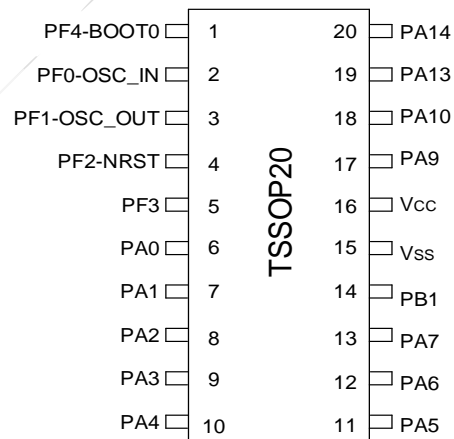 PF4-BOOT0 1 20 PA14
PF0-OSC_IN 2 19 PA13
PF1-OSC_OUT 3 18 PA10
PF2-NRST 4 17 PA9
PF3 5 16 VCC
PA0 6 15 VSS
PA1 7 14 PB1
PA2 8 13 PA7
PA3 9 12 PA6
PA4 10 11 PA5
TSSOP20